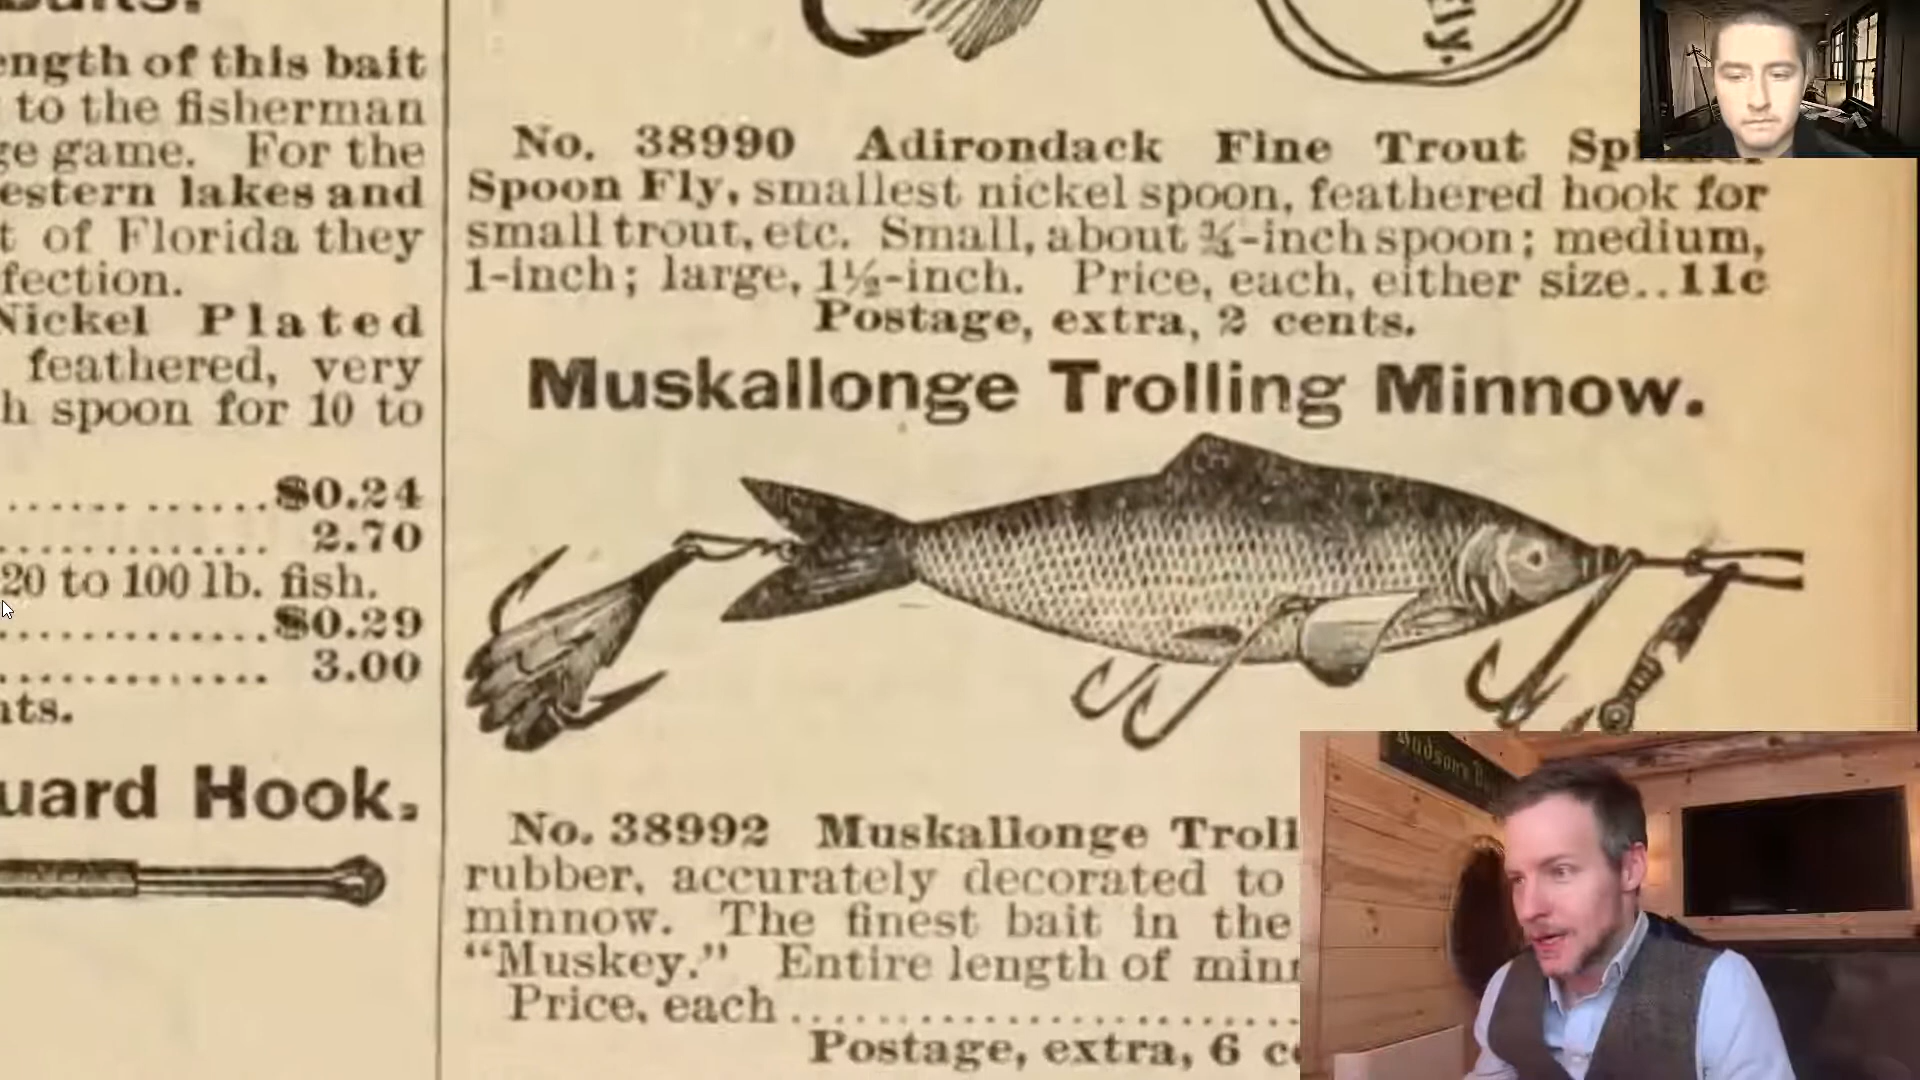 ength of this bait
to the fisherman
ge game. For the
estern lakes and
t of Florida they
fection.
Nickel Plated
feathered, very
h spoon for 10 to
$0.24
2.70
20 to 100 lb. fish.
$0.29
3.00
nts.
uard Hook.
ly.
No. 38990 Adirondack Fine Trout
Spoon Fly, smallest nickel spoon, feathered hook for
small trout, etc. Small, about ¾-inch spoon; medium,
1-inch; large, 1½-inch. Price, each, either size..11c
Postage, extra, 2 cents.
Muskallonge Trolling Minnow.
No. 38992 Muskallonge Troll
rubber, accurately decorated to
minnow. The finest bait in the
“Muskey.” Entire length of min
Price, each
Postage, extra, 6 c
Hudson's